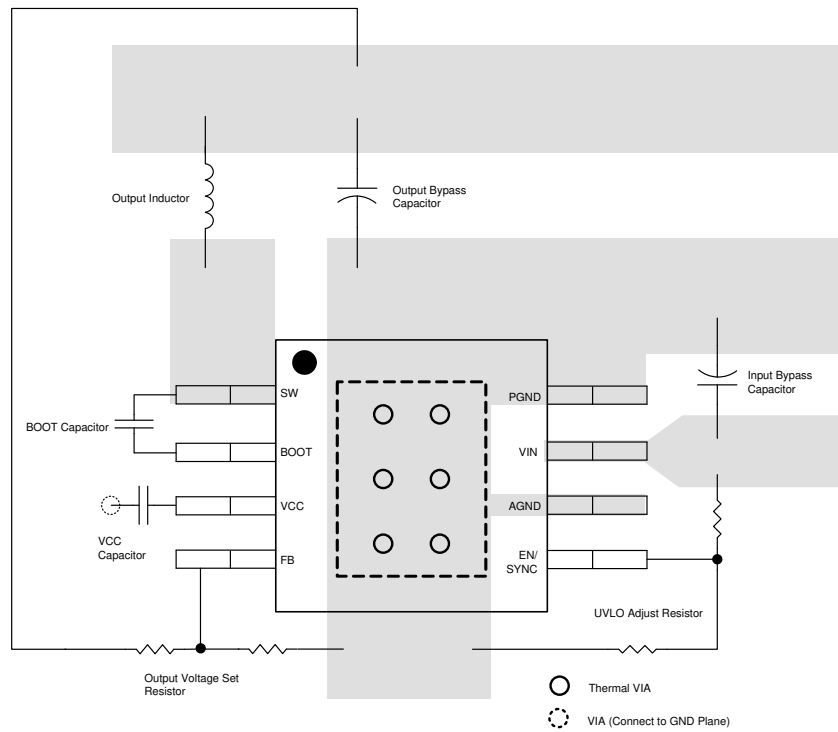 Output Inductor
Output Bypass
Capacitor
Input Bypass
Capacitor
SW
PGND
BOOT Capacitor
BOOT
VIN
VCC
AGND
VCC
Capacitor
FB
EN/
SYNC
UVLO Adjust Resistor
Output Voltage Set
Resistor
Thermal VIA
VIA (Connect to GND Plane)